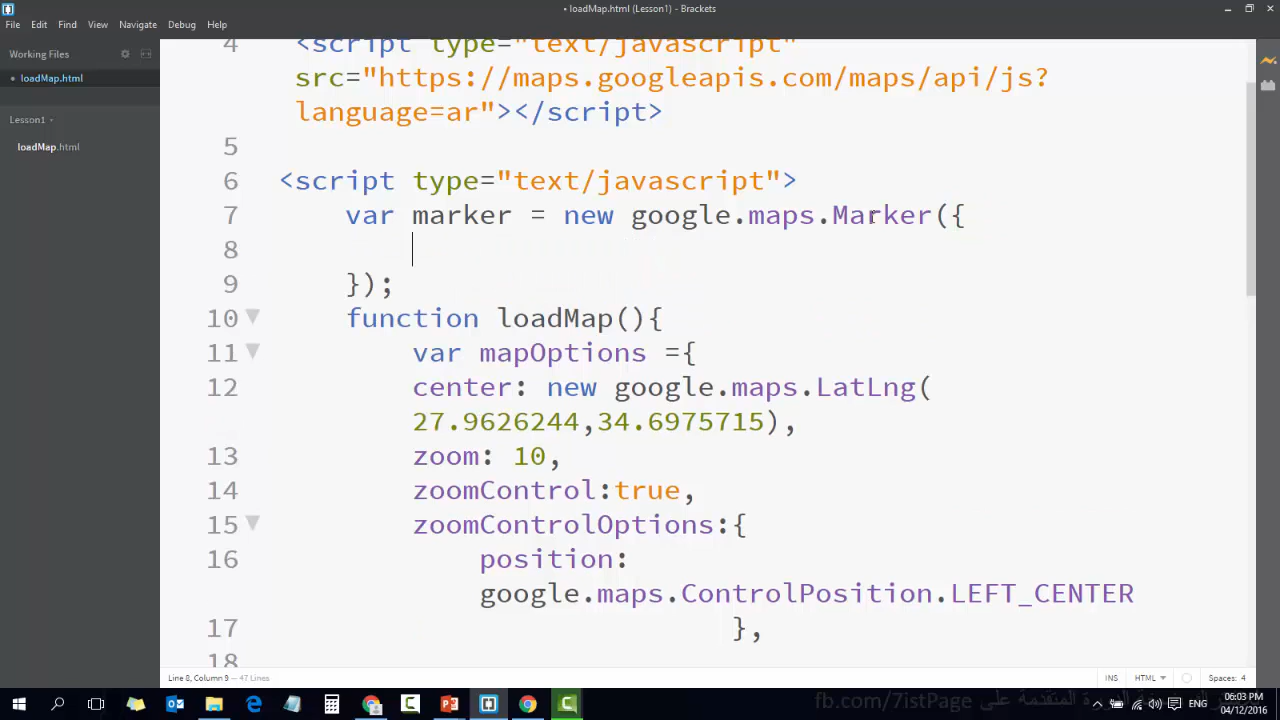 • loadMap.html (Lesson1) - Brackets
File Edit Find View Navigate Debug Help
Working Files
• loadMap.html
Lesson1
loadMap.html
4 <script type="text/javascript"
src="https://maps.googleapis.com/maps/api/js?
language=ar"></script>
5
6 <script type="text/javascript">
7 var marker = new google.maps.Marker({
8
9 });
10 function loadMap(){
11 var mapOptions ={
12 center: new google.maps.LatLng(
27.9626244,34.6975715),
13 zoom: 10,
14 zoomControl:true,
15 zoomControlOptions:{
16 position:
google.maps.ControlPosition.LEFT_CENTER
17 },
18
Line 8, Column 9 — 47 Lines
INS HTML Spaces: 4
fb.com/7istPage المتقدمة على
ENG
06:03 PM
04/12/2016